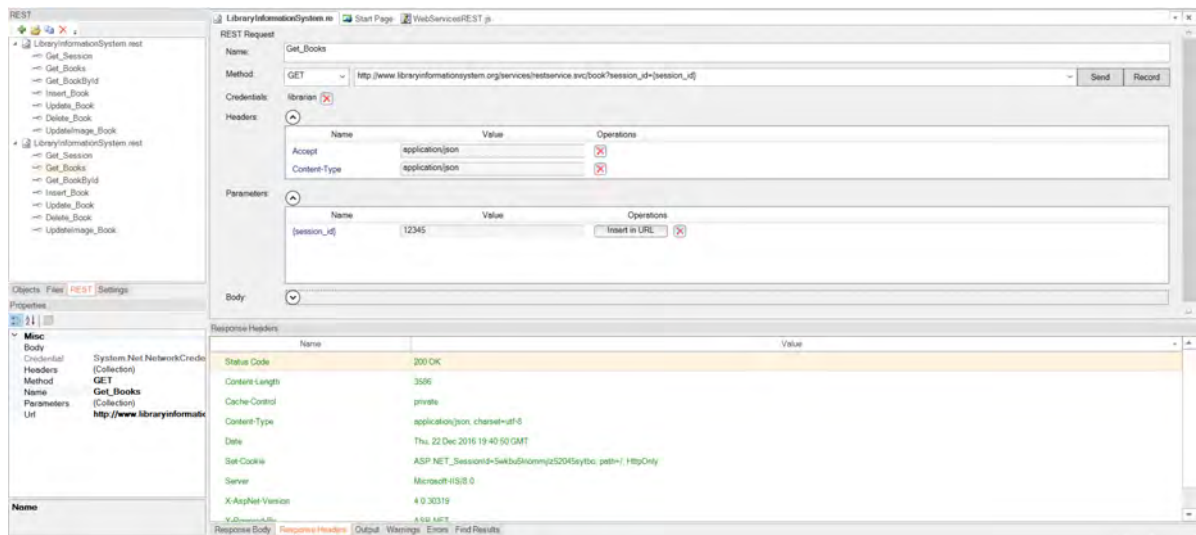 REST
LibraryInformationSystem.rest
Get_Session
Get_Books
Get_BookById
Insert_Book
Update_Book
Delete_Book
UpdateImage_Book
LibraryInformationSystem.rest
Get_Session
Get_Books
Get_BookById
Insert_Book
Update_Book
Delete_Book
UpdateImage_Book
Objects Files REST Settings
Properties
Misc
Body
Credential System.Net.NetworkCrede
Headers (Collection)
Method GET
Name Get_Books
Parameters (Collection)
Url http://www.libraryinformatic
Name
LibraryInformationSystem.re Start Page WebServicesREST.js
REST Request
Name: Get_Books
Method: GET http://www.libraryinformationsystem.org/services/restservice.svc/book?session_id={session_id} Send Record
Credentials: librarian
Headers:
Name Value Operations
Accept application/json
Content-Type application/json
Parameters:
Name Value Operations
{session_id} 12345 Insert in URL
Body:
Response Headers
Name Value
Status Code 200 OK
Content-Length 3586
Cache-Control private
Content-Type application/json; charset=utf-8
Date Thu, 22 Dec 2016 19:40:50 GMT
Set-Cookie path=/; HttpOnly
Server Microsoft-IIS/8.0
X-AspNet-Version 4.0.30319
X-Powered-By ASP.NET
Response Body Response Headers Output Warnings Errors Find Results